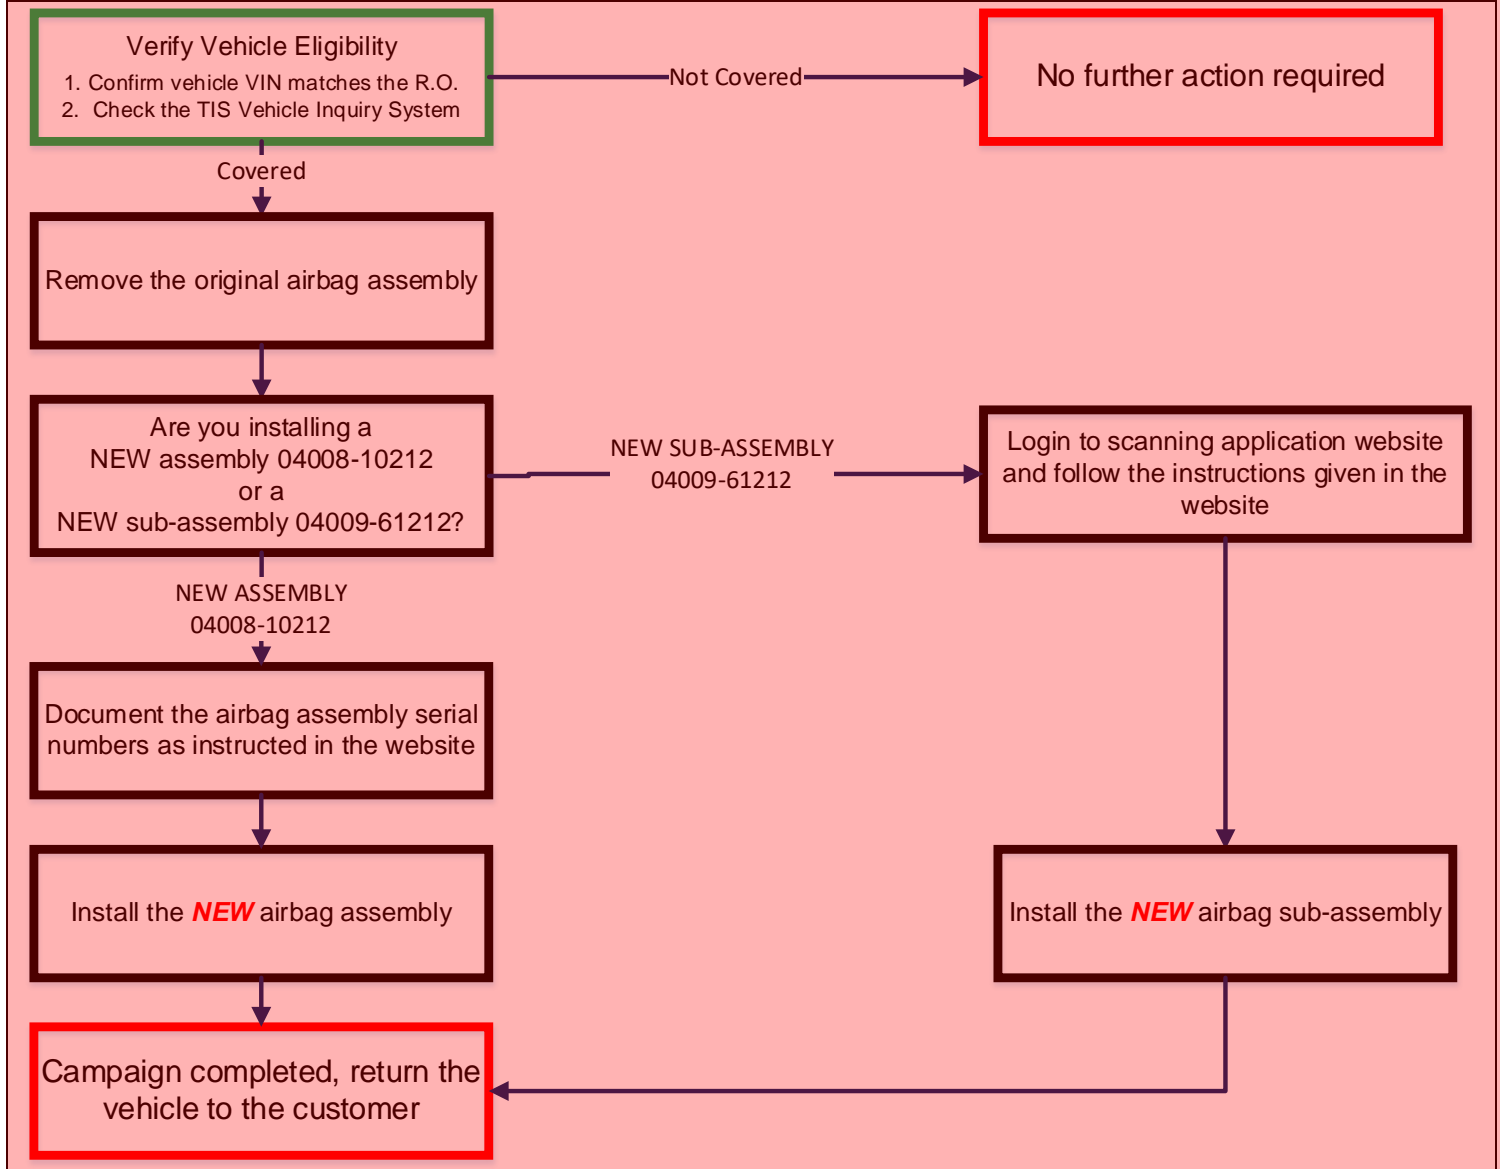 Verify Vehicle Eligibility
1. Confirm vehicle VIN matches the R.O.
2. Check the TIS Vehicle Inquiry System
Not Covered
No further action required
Covered
Remove the original airbag assembly
Are you installing a
NEW assembly 04008-10212
or a
NEW sub-assembly 04009-61212?
NEW SUB-ASSEMBLY
04009-61212
Login to scanning application website
and follow the instructions given in the
website
NEW ASSEMBLY
04008-10212
Document the airbag assembly serial
numbers as instructed in the website
Install the NEW airbag assembly
Install the NEW airbag sub-assembly
Campaign completed, return the
vehicle to the customer